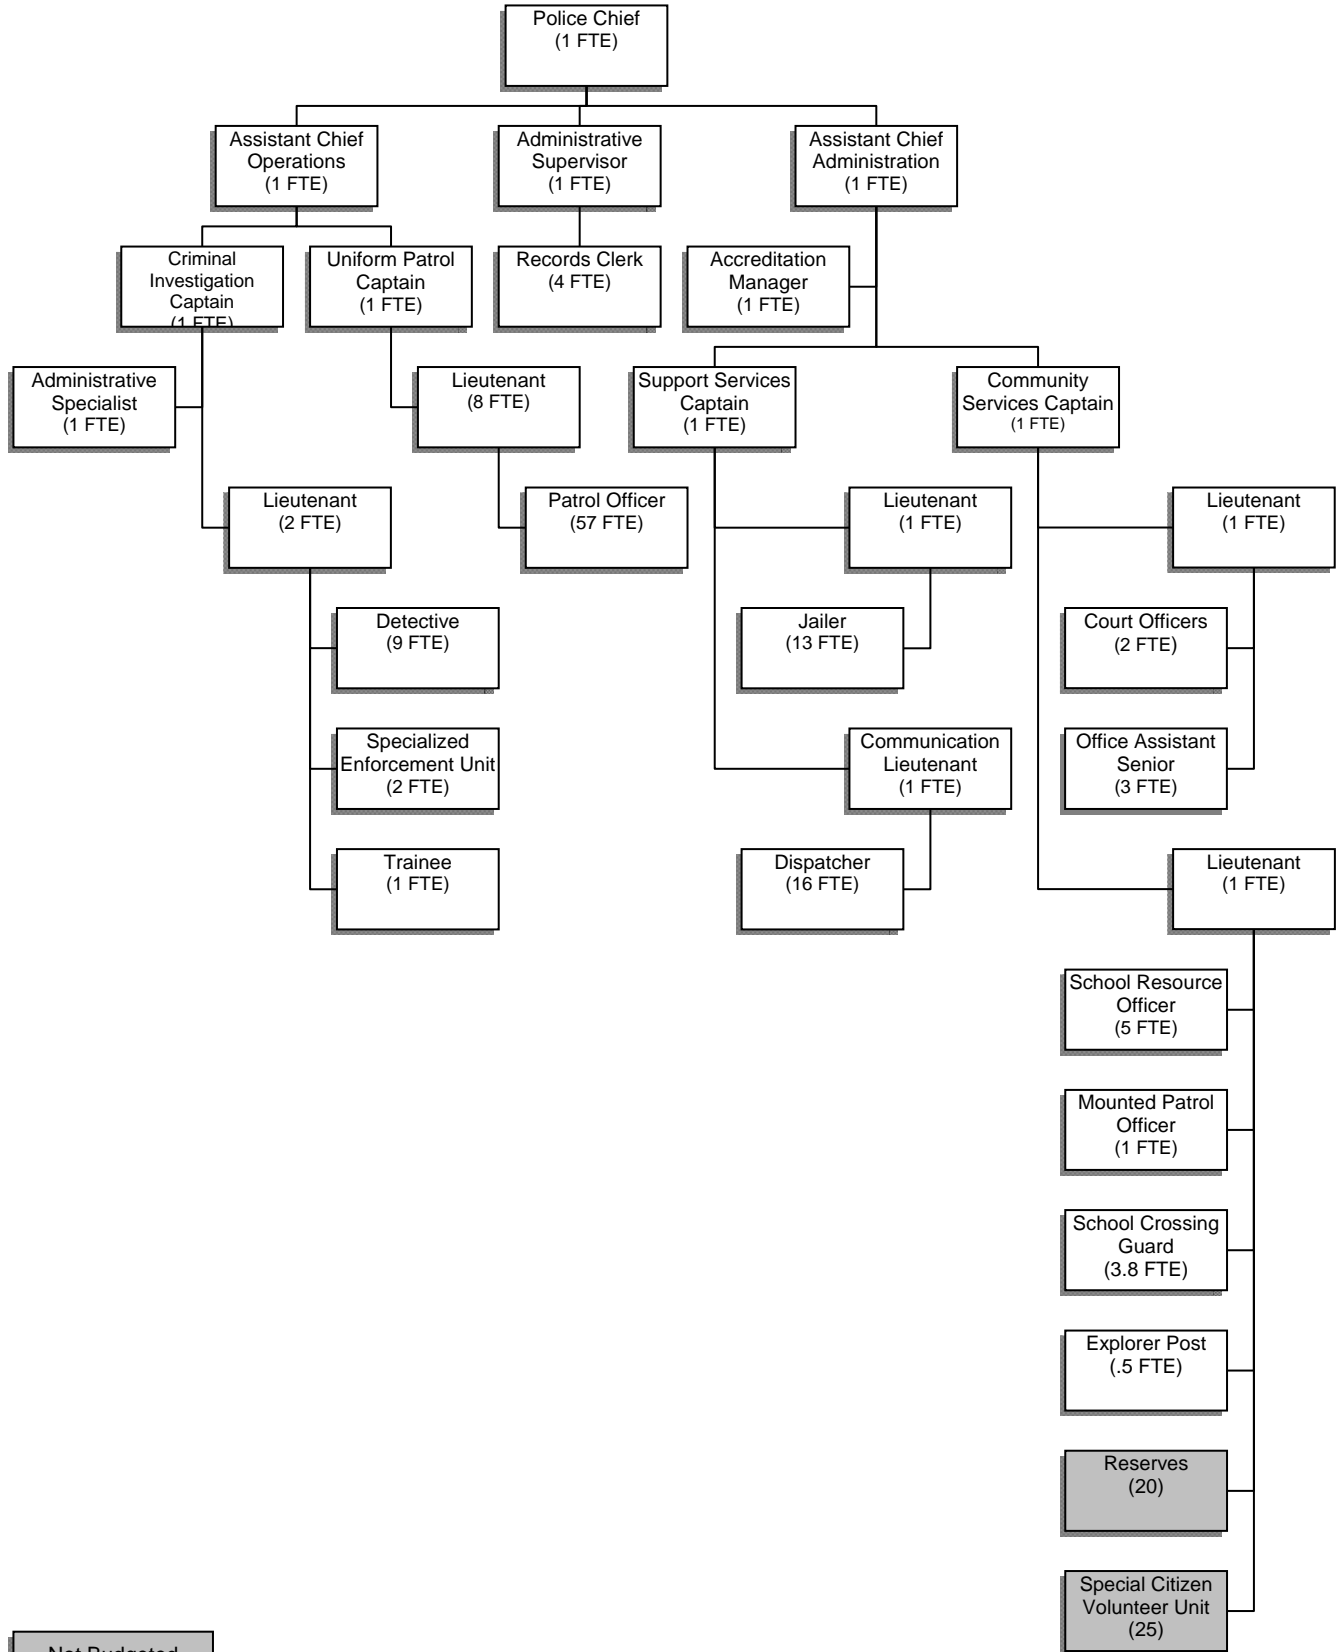 Police Chief
(1 FTE)
Assistant Chief
Operations
(1 FTE)
Administrative
Supervisor
(1 FTE)
Assistant Chief
Administration
(1 FTE)
Criminal
Investigation
Captain
(1 FTE)
Uniform Patrol
Captain
(1 FTE)
Records Clerk
(4 FTE)
Accreditation
Manager
(1 FTE)
Administrative
Specialist
(1 FTE)
Lieutenant
(8 FTE)
Support Services
Captain
(1 FTE)
Community
Services Captain
(1 FTE)
Lieutenant
(2 FTE)
Patrol Officer
(57 FTE)
Lieutenant
(1 FTE)
Lieutenant
(1 FTE)
Detective
(9 FTE)
Jailer
(13 FTE)
Court Officers
(2 FTE)
Specialized
Enforcement Unit
(2 FTE)
Communication
Lieutenant
(1 FTE)
Office Assistant
Senior
(3 FTE)
Trainee
(1 FTE)
Dispatcher
(16 FTE)
Lieutenant
(1 FTE)
School Resource
Officer
(5 FTE)
Mounted Patrol
Officer
(1 FTE)
School Crossing
Guard
(3.8 FTE)
Explorer Post
(.5 FTE)
Reserves
(20)
Special Citizen
Volunteer Unit
(25)
Not Budgeted